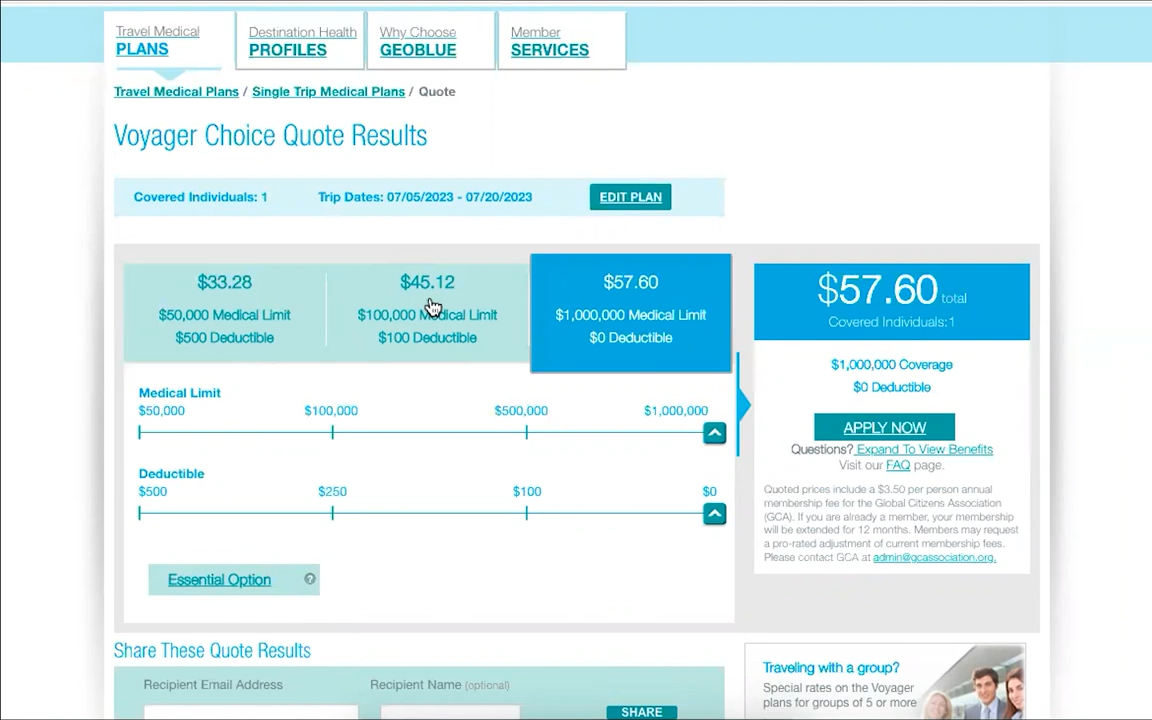 Travel Medical
PLANS
Destination Health
PROFILES
Why Choose
GEOBLUE
Member
SERVICES
Travel Medical Plans / Single Trip Medical Plans / Quote
Voyager Choice Quote Results
Covered Individuals: 1
Trip Dates: 07/05/2023 - 07/20/2023
EDIT PLAN
$33.28
$50,000 Medical Limit
$500 Deductible
$45.12
$100,000 Medical Limit
$100 Deductible
$57.60
$1,000,000 Medical Limit
$0 Deductible
$57.60 total
Covered Individuals:1
$1,000,000 Coverage
$0 Deductible
APPLY NOW
Questions? Expand To View Benefits
Visit our FAQ page.
Quoted prices include a $3.50 per person annual
membership fee for the Global Citizens Association
(GCA). If you are already a member, your membership
will be extended for 12 months. Members may request
a pro-rated adjustment of current membership fees.
Please contact GCA at admin@gcassociation.org.
Medical Limit
$50,000 $100,000 $500,000 $1,000,000
Deductible
$500 $250 $100 $0
Essential Option ?
Share These Quote Results
Recipient Email Address
Recipient Name (optional)
SHARE
Traveling with a group?
Special rates on the Voyager
plans for groups of 5 or more